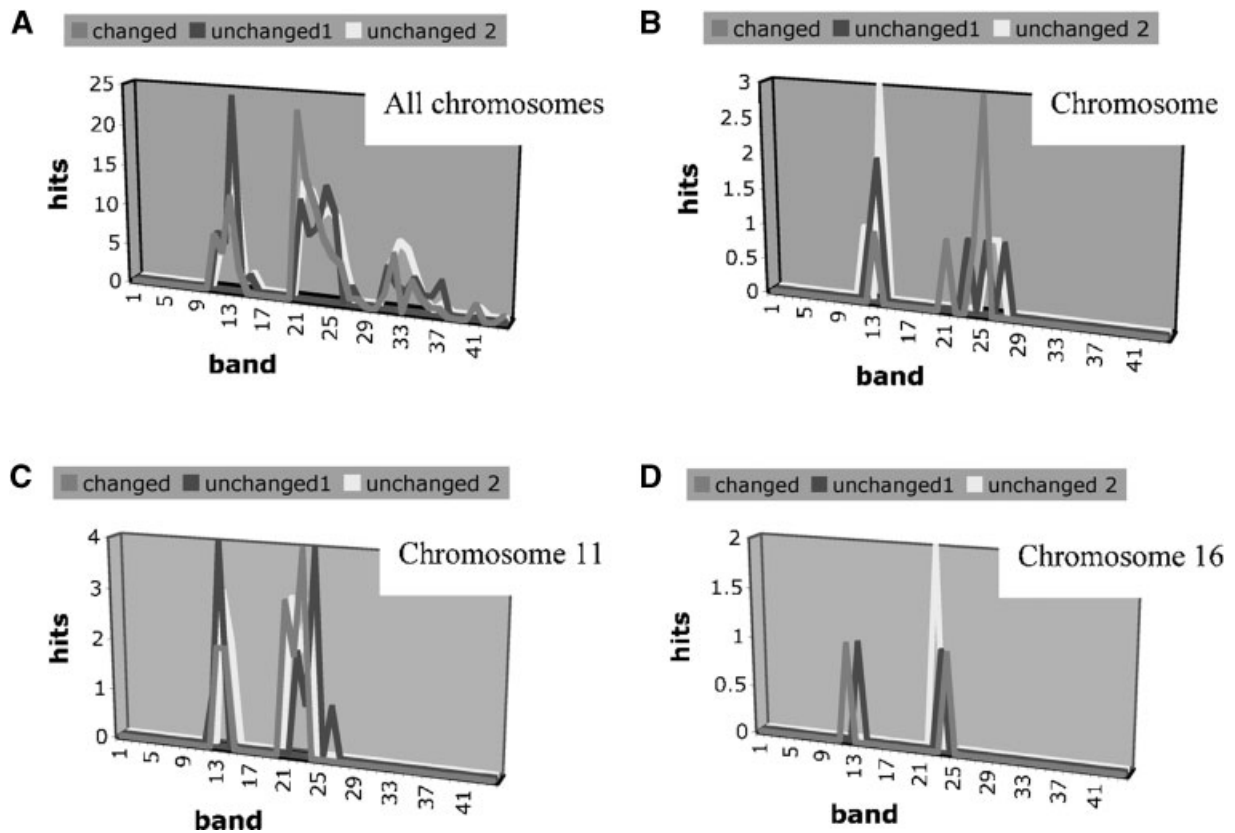 A
changed unchanged1 unchanged 2
All chromosomes
hits
25
20
15
10
5
0
1 5 9 13 17 21 25 29 33 37 41
band
B
changed unchanged1 unchanged 2
Chromosome
hits
3
2.5
2
1.5
1
0.5
0
1 5 9 13 17 21 25 29 33 37 41
band
C
changed unchanged1 unchanged 2
Chromosome 11
hits
4
3
2
1
0
1 5 9 13 17 21 25 29 33 37 41
band
D
changed unchanged1 unchanged 2
Chromosome 16
hits
2
1
0.5
0
1 5 9 13 17 21 25 29 33 37 41
band